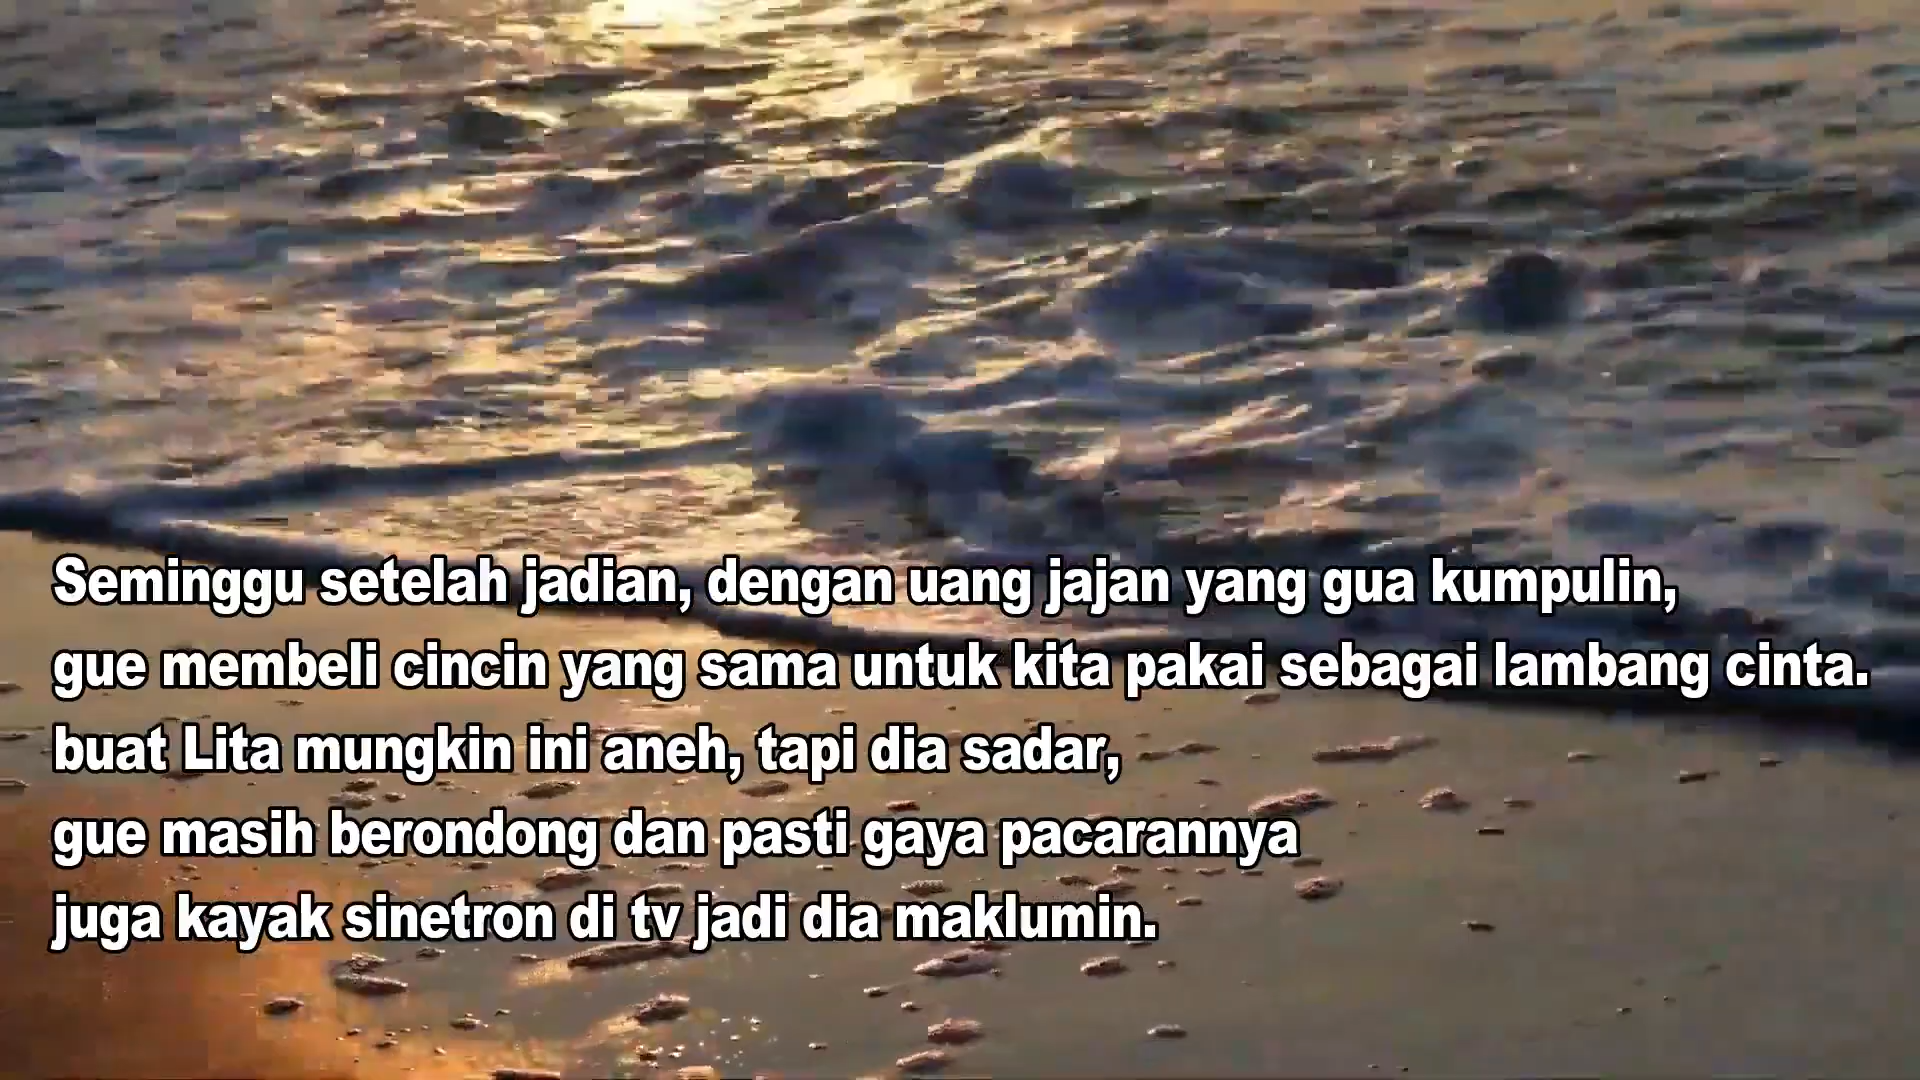 Seminggu setelah jadian, dengan uang jajan yang gua kumpulin,
gue membeli cincin yang sama untuk kita pakai sebagai lambang cinta.
buat Lita mungkin ini aneh, tapi dia sadar,
gue masih berondong dan pasti gaya pacarannya
juga kayak sinetron di tv jadi dia maklumin.